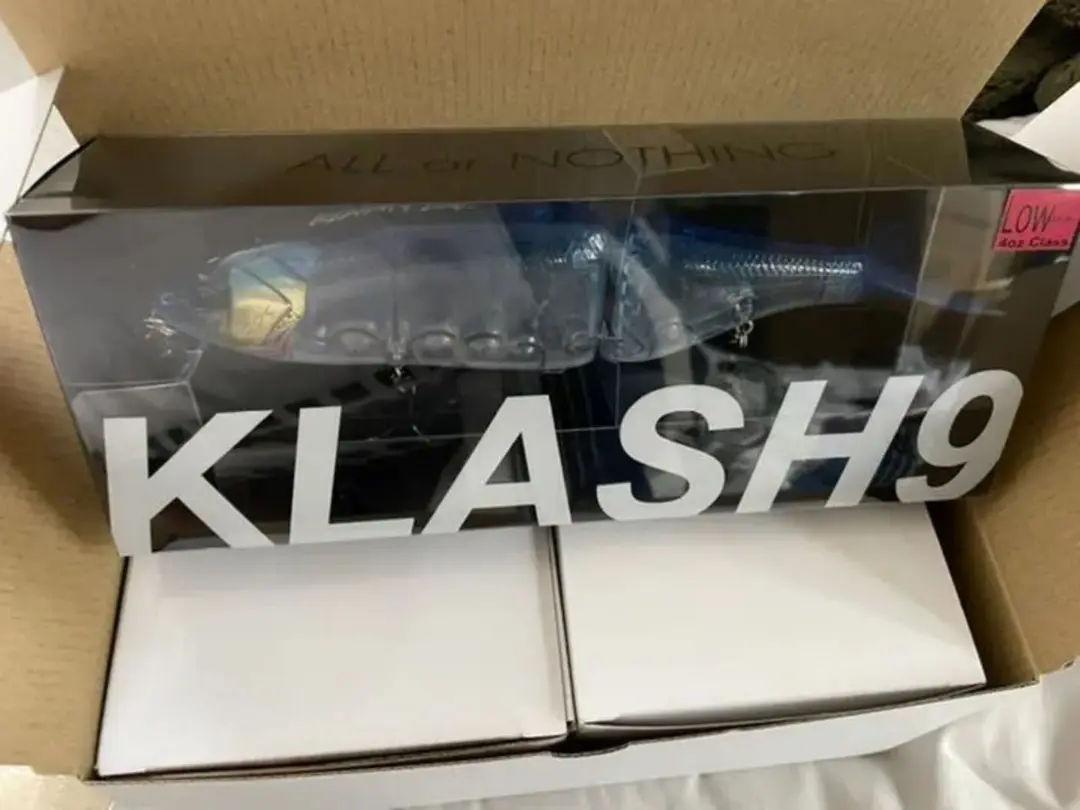 ALL or NOTHING
LOW
4oz Class
KLASH9